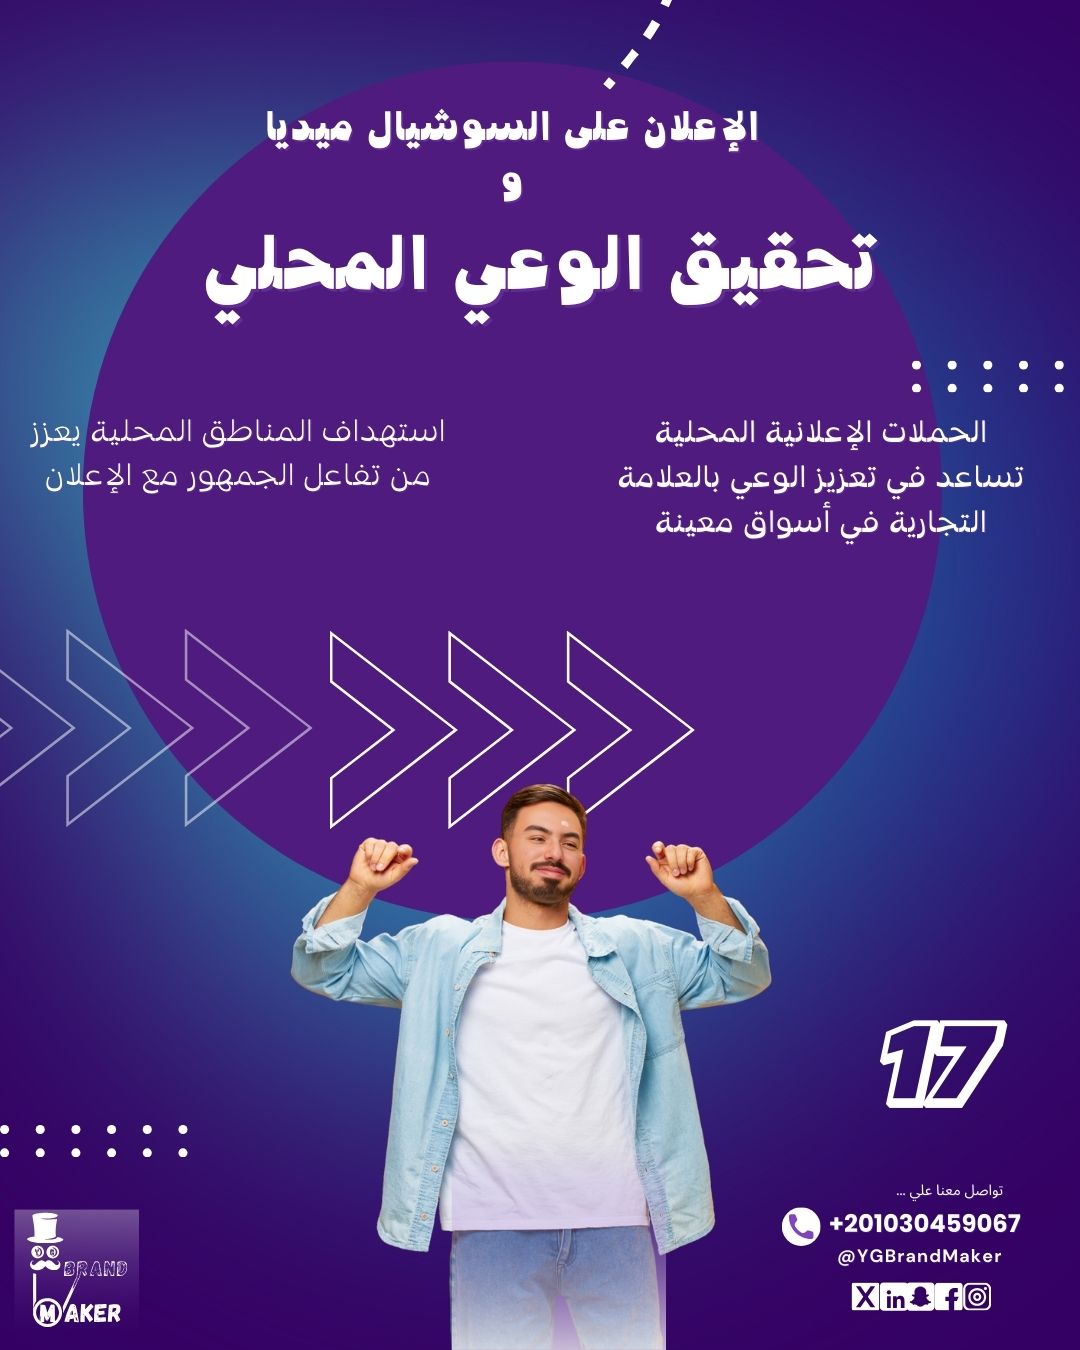 الإعلان على السوشيال ميديا
و
تحقيق الوعي المحلي
الحملات الإعلانية المحلية
تساعد في تعزيز الوعي بالعلامة
التجارية في أسواق معينة
استهداف المناطق المحلية يعزز
من تفاعل الجمهور مع الإعلان
17
تواصل معنا علي ...
+201030459067
@YGBrandMaker
BRAND
MAKER